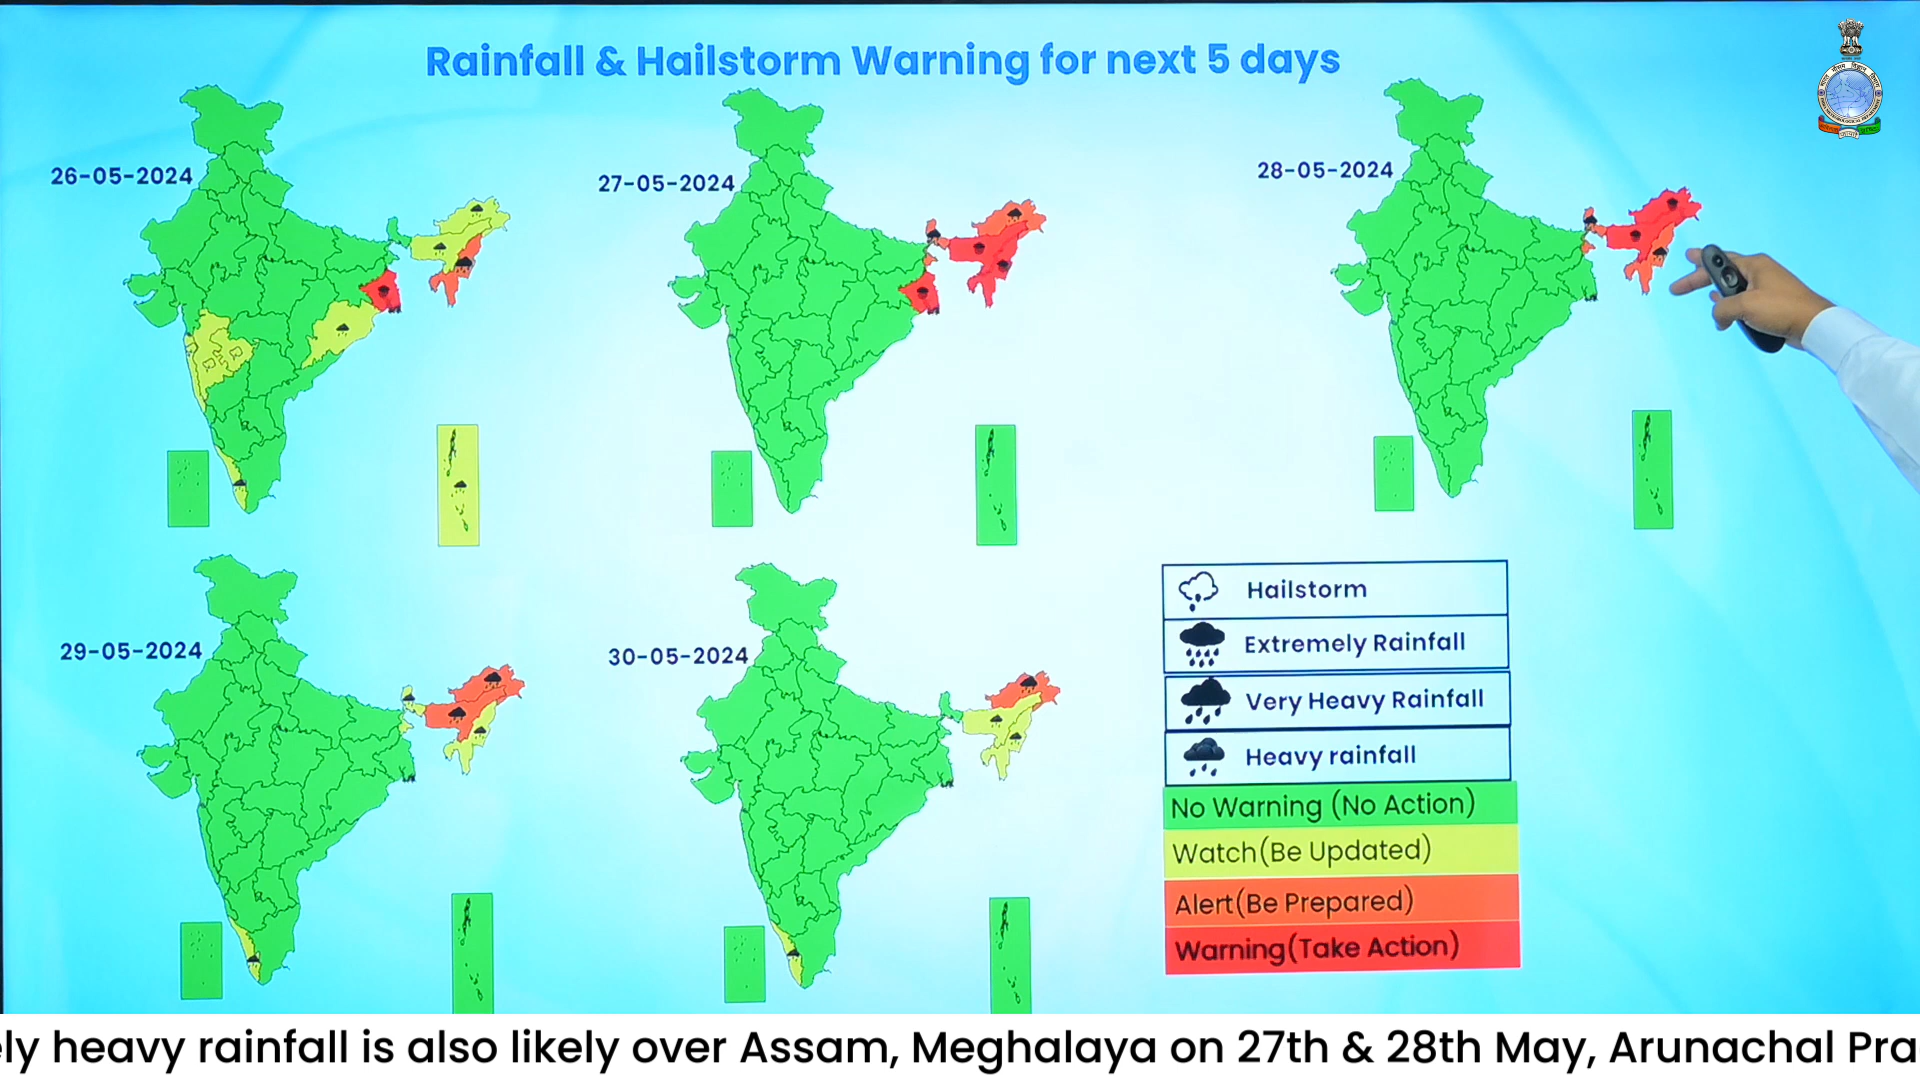 Rainfall & Hailstorm Warning for next 5 days
26-05-2024
27-05-2024
28-05-2024
29-05-2024
30-05-2024
Hailstorm
Extremely Rainfall
Very Heavy Rainfall
Heavy rainfall
No Warning (No Action)
Watch(Be Updated)
Alert(Be Prepared)
Warning(Take Action)
ly heavy rainfall is also likely over Assam, Meghalaya on 27th & 28th May, Arunachal Pra